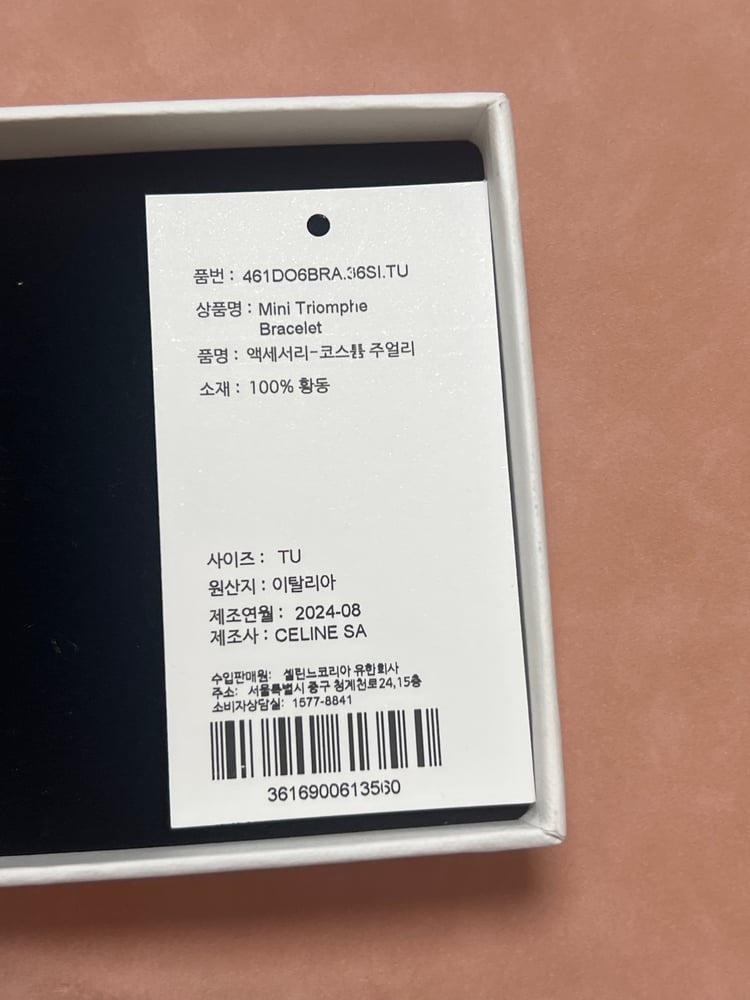 품번 : 461DO6BRA.36SI.TU
상품명 : Mini Triomphe
Bracelet
품명 : 액세서리-코스튬 주얼리
소재 : 100% 황동
사이즈 : TU
원산지 : 이탈리아
제조연월 : 2024-08
제조사 : CELINE SA
수입판매원: 셀린느코리아 유한회사
주소: 서울특별시 중구 청계천로24,15층
소비자상담실: 1577-8841
3616900613560